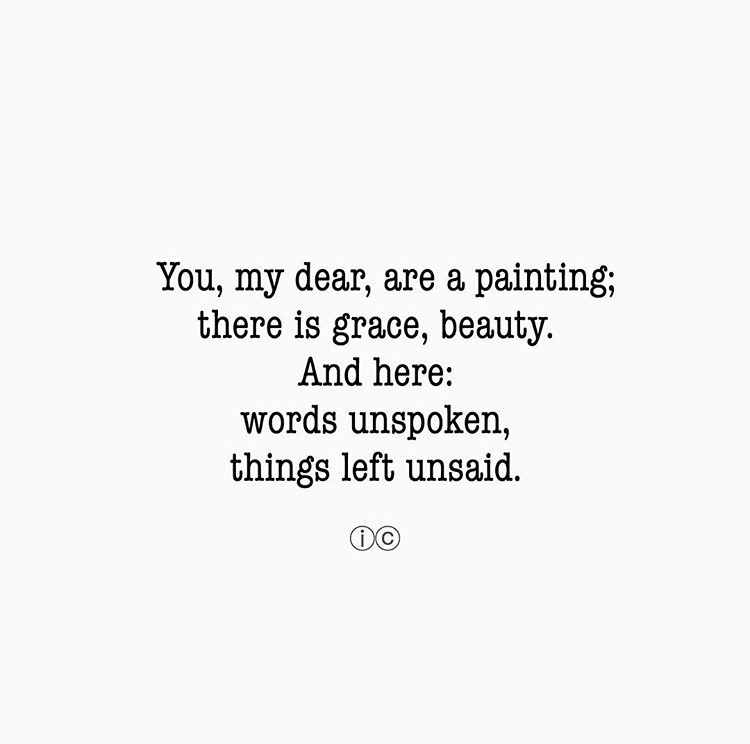 You, my dear, are a painting;
there is grace, beauty.
And here:
words unspoken,
things left unsaid.
ⓘⓒ